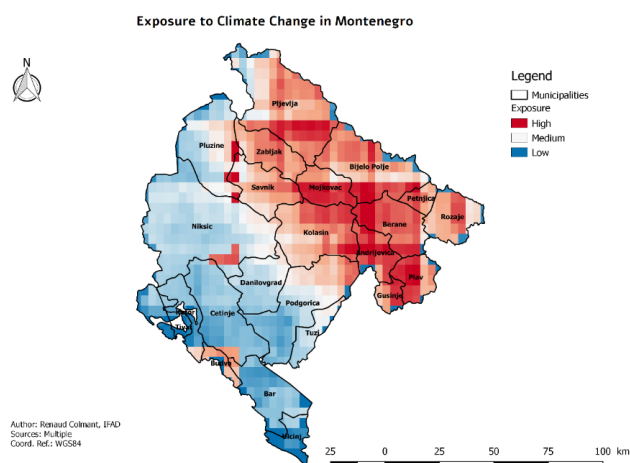 Exposure to Climate Change in Montenegro
N
Legend
Municipalities
Exposure
High
Medium
Low
Pljevlja
Pluzine
Zabljak
Bijelo Polje
Savnik
Mojkovac
Petnjica
Rozaje
Niksic
Kolasin
Berane
Andrijevica
Danilovgrad
Plav
Gusinje
Podgorica
Kotor
Cetinje
Tivat
Tuzi
Budva
Bar
Ulcinj
Author: Renaud Colmant, IFAD
Sources: Multiple
Coord. Ref.: WGS84
25 0 25 50 75 100 km